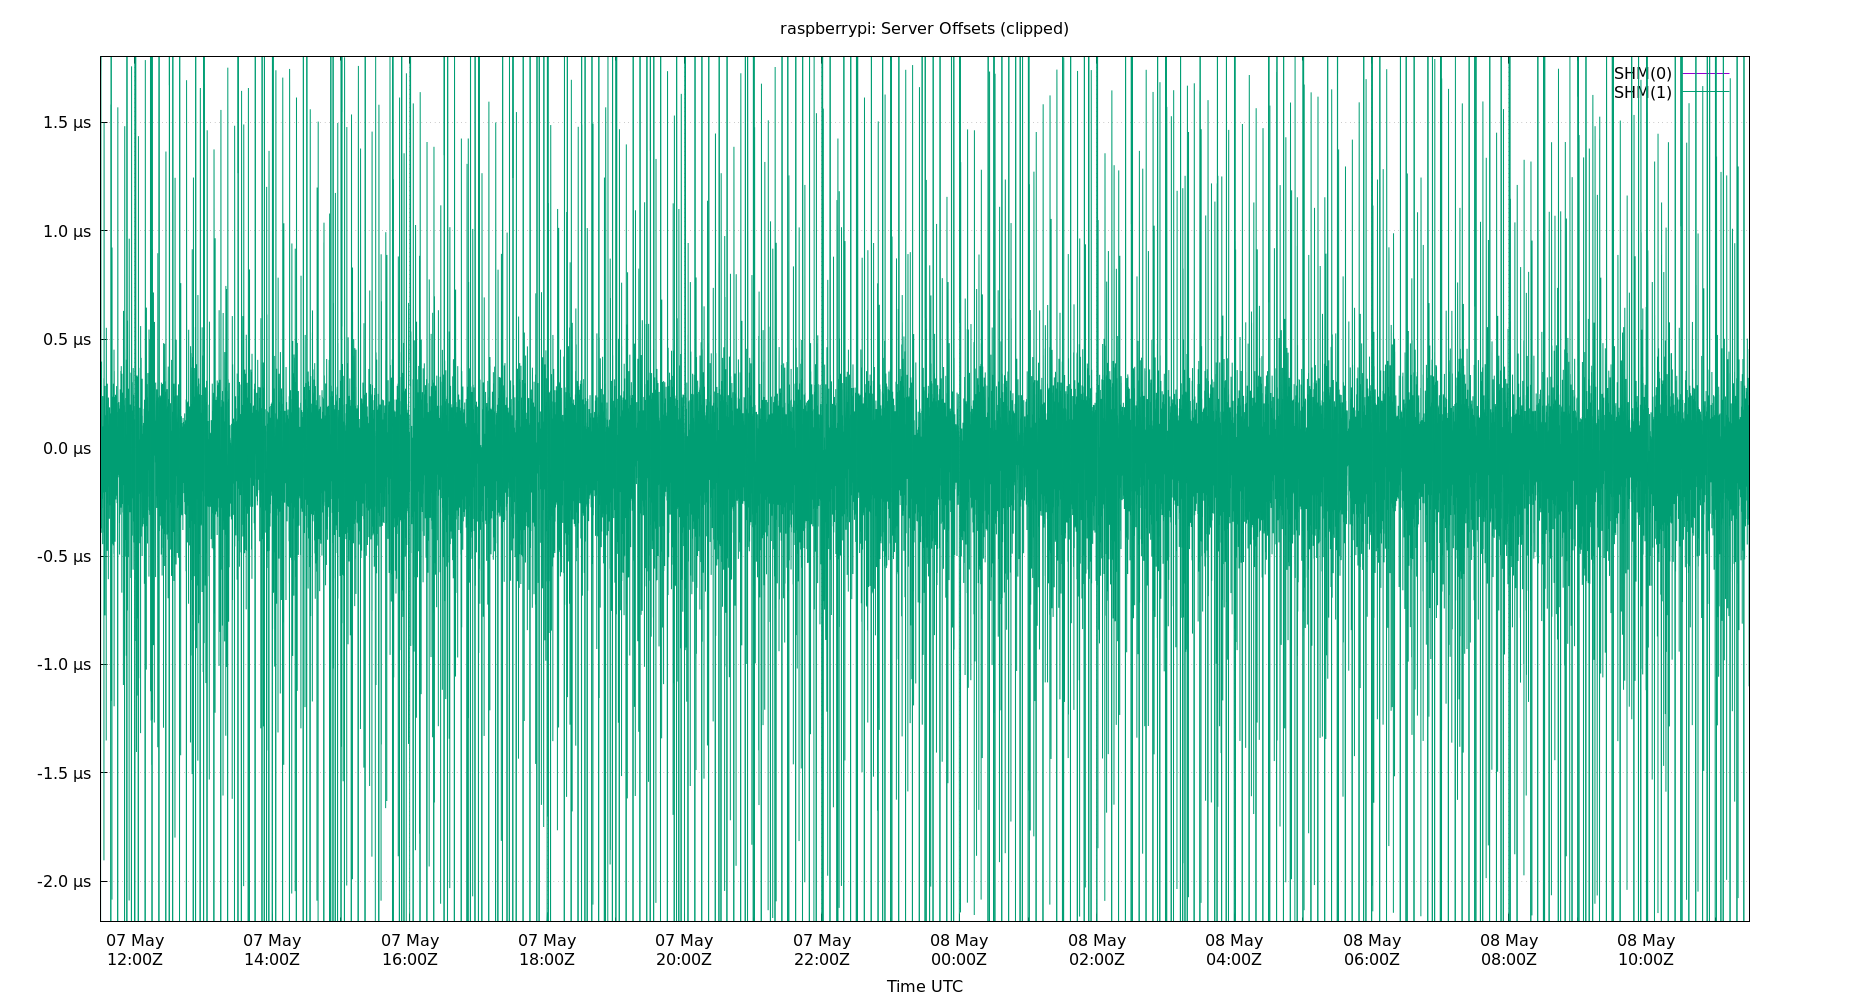 raspberrypi: Server Offsets (clipped)
SHM(0)
SHM(1)
1.5 µs
1.0 µs
0.5 µs
0.0 µs
-0.5 µs
-1.0 µs
-1.5 µs
-2.0 µs
07 May 07 May 07 May 07 May 07 May 07 May 08 May 08 May 08 May 08 May 08 May 08 May
12:00Z 14:00Z 16:00Z 18:00Z 20:00Z 22:00Z 00:00Z 02:00Z 04:00Z 06:00Z 08:00Z 10:00Z
Time UTC